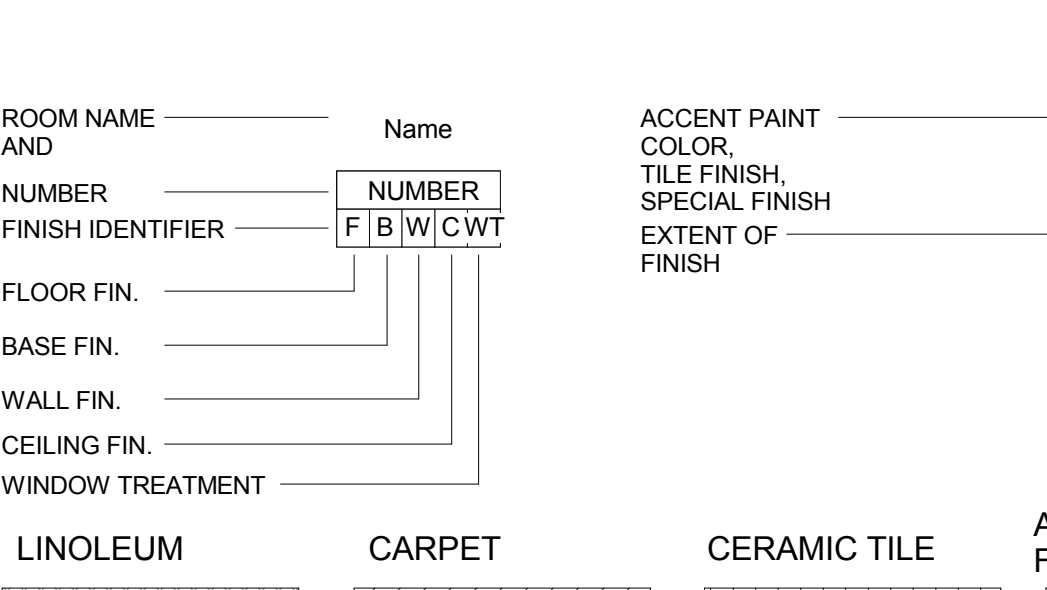 ROOM NAME
AND
NUMBER
FINISH IDENTIFIER
FLOOR FIN.
BASE FIN.
WALL FIN.
CEILING FIN.
WINDOW TREATMENT
Name
NUMBER
F B W C WT
ACCENT PAINT
COLOR,
TILE FINISH,
SPECIAL FINISH
EXTENT OF
FINISH
LINOLEUM
CARPET
CERAMIC TILE